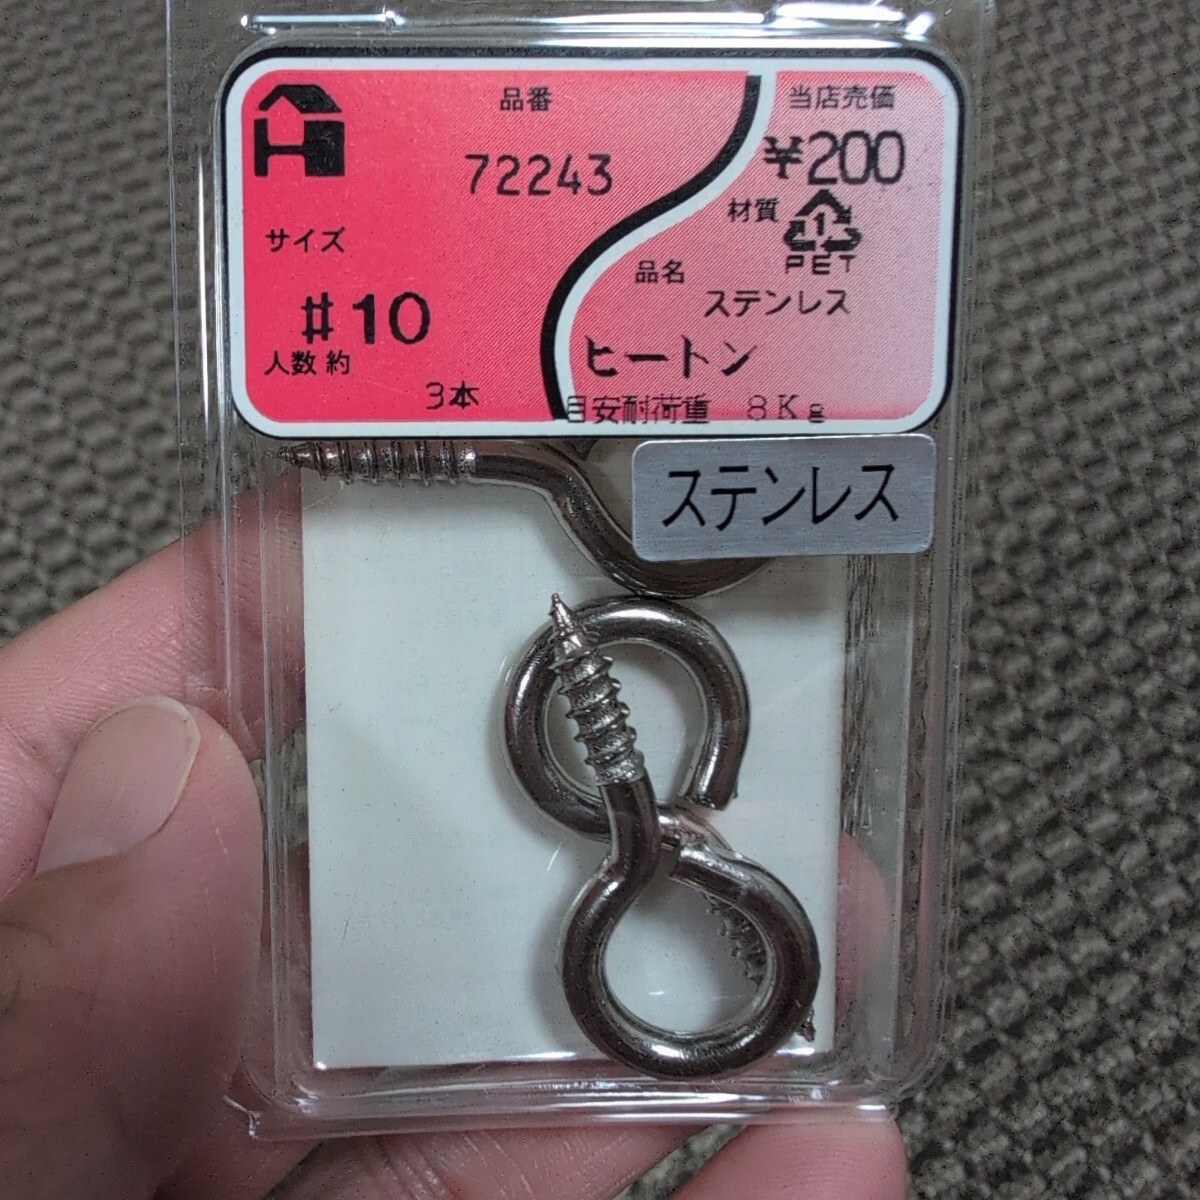 品番
72243
当店売価
¥200
材質
1
PET
サイズ
#10
品名
ステンレス
ヒートン
人数 約
3本
目安耐荷重 8Kg
ステンレス